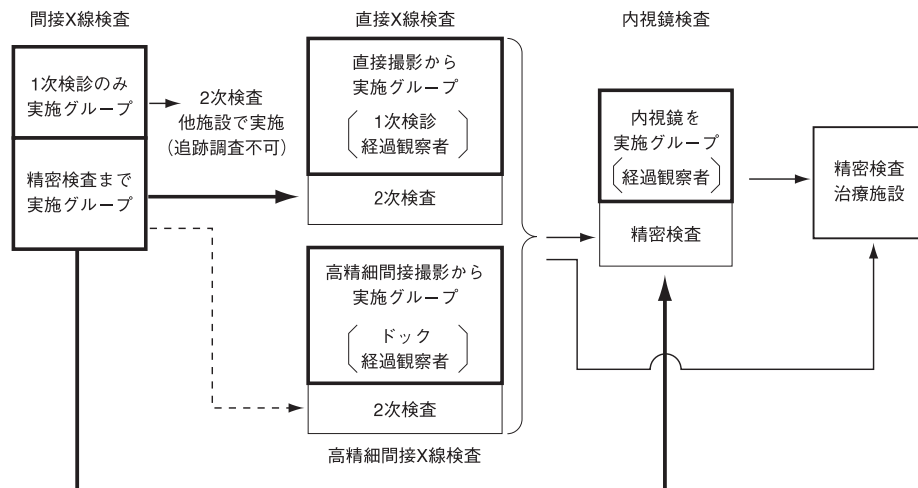 間接X線検査
1次検診のみ
実施グループ
精密検査まで
実施グループ
2次検査
他施設で実施
（追跡調査不可）
直接X線検査
直接撮影から
実施グループ
1次検診
経過観察者
2次検査
高精細間接撮影から
実施グループ
ドック
経過観察者
2次検査
高精細間接X線検査
内視鏡検査
内視鏡を
実施グループ
経過観察者
精密検査
精密検査
治療施設